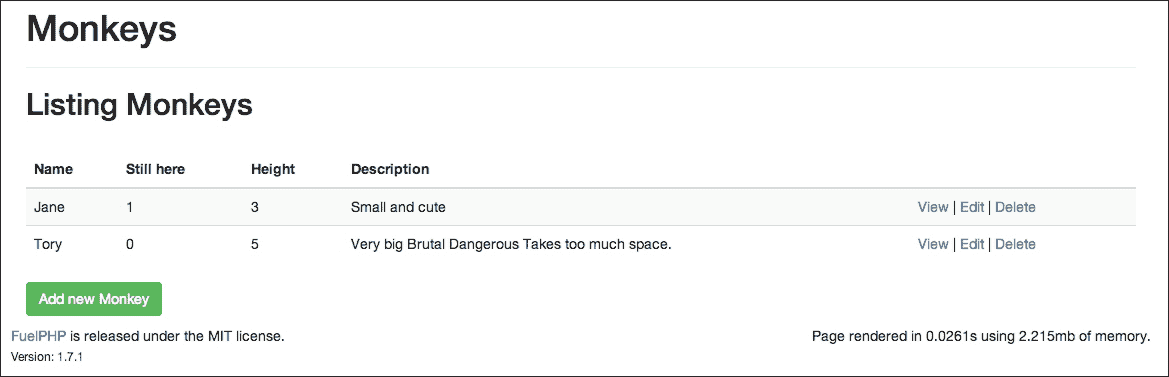 Monkeys
Listing Monkeys
Name Still here Height Description
Jane 1 3 Small and cute View | Edit | Delete
Tory 0 5 Very big Brutal Dangerous Takes too much space. View | Edit | Delete
Add new Monkey
FuelPHP is released under the MIT license. Page rendered in 0.0261s using 2.215mb of memory.
Version: 1.7.1